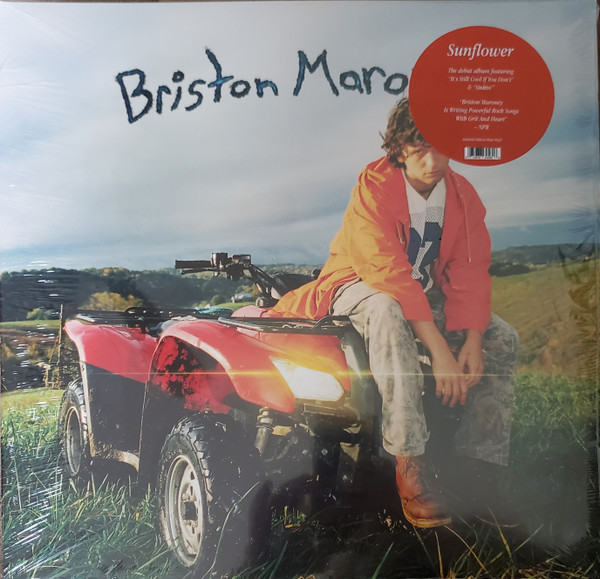 Briston Maro
Sunflower
The debut album featuring
"It's Still Cool If You Don't"
& "Sinkin"
"Briston Maroney
Is Writing Powerful Rock Songs
With Grit And Heart"
– NPR